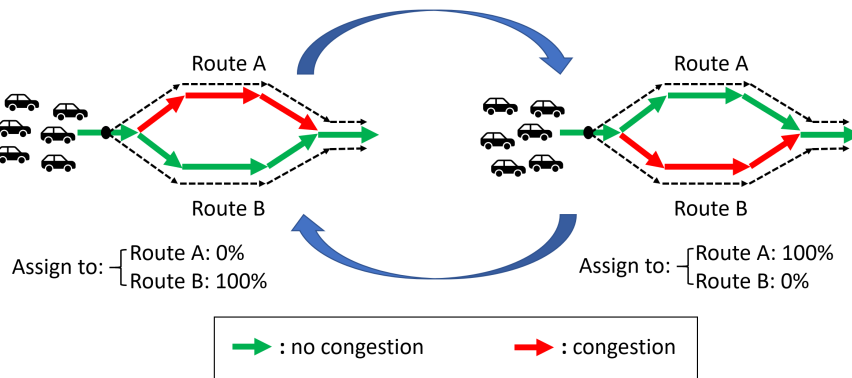 Route A
Route B
Assign to:
Route A: 0%
Route B: 100%
Route A
Route B
Assign to:
Route A: 100%
Route B: 0%
: no congestion
: congestion